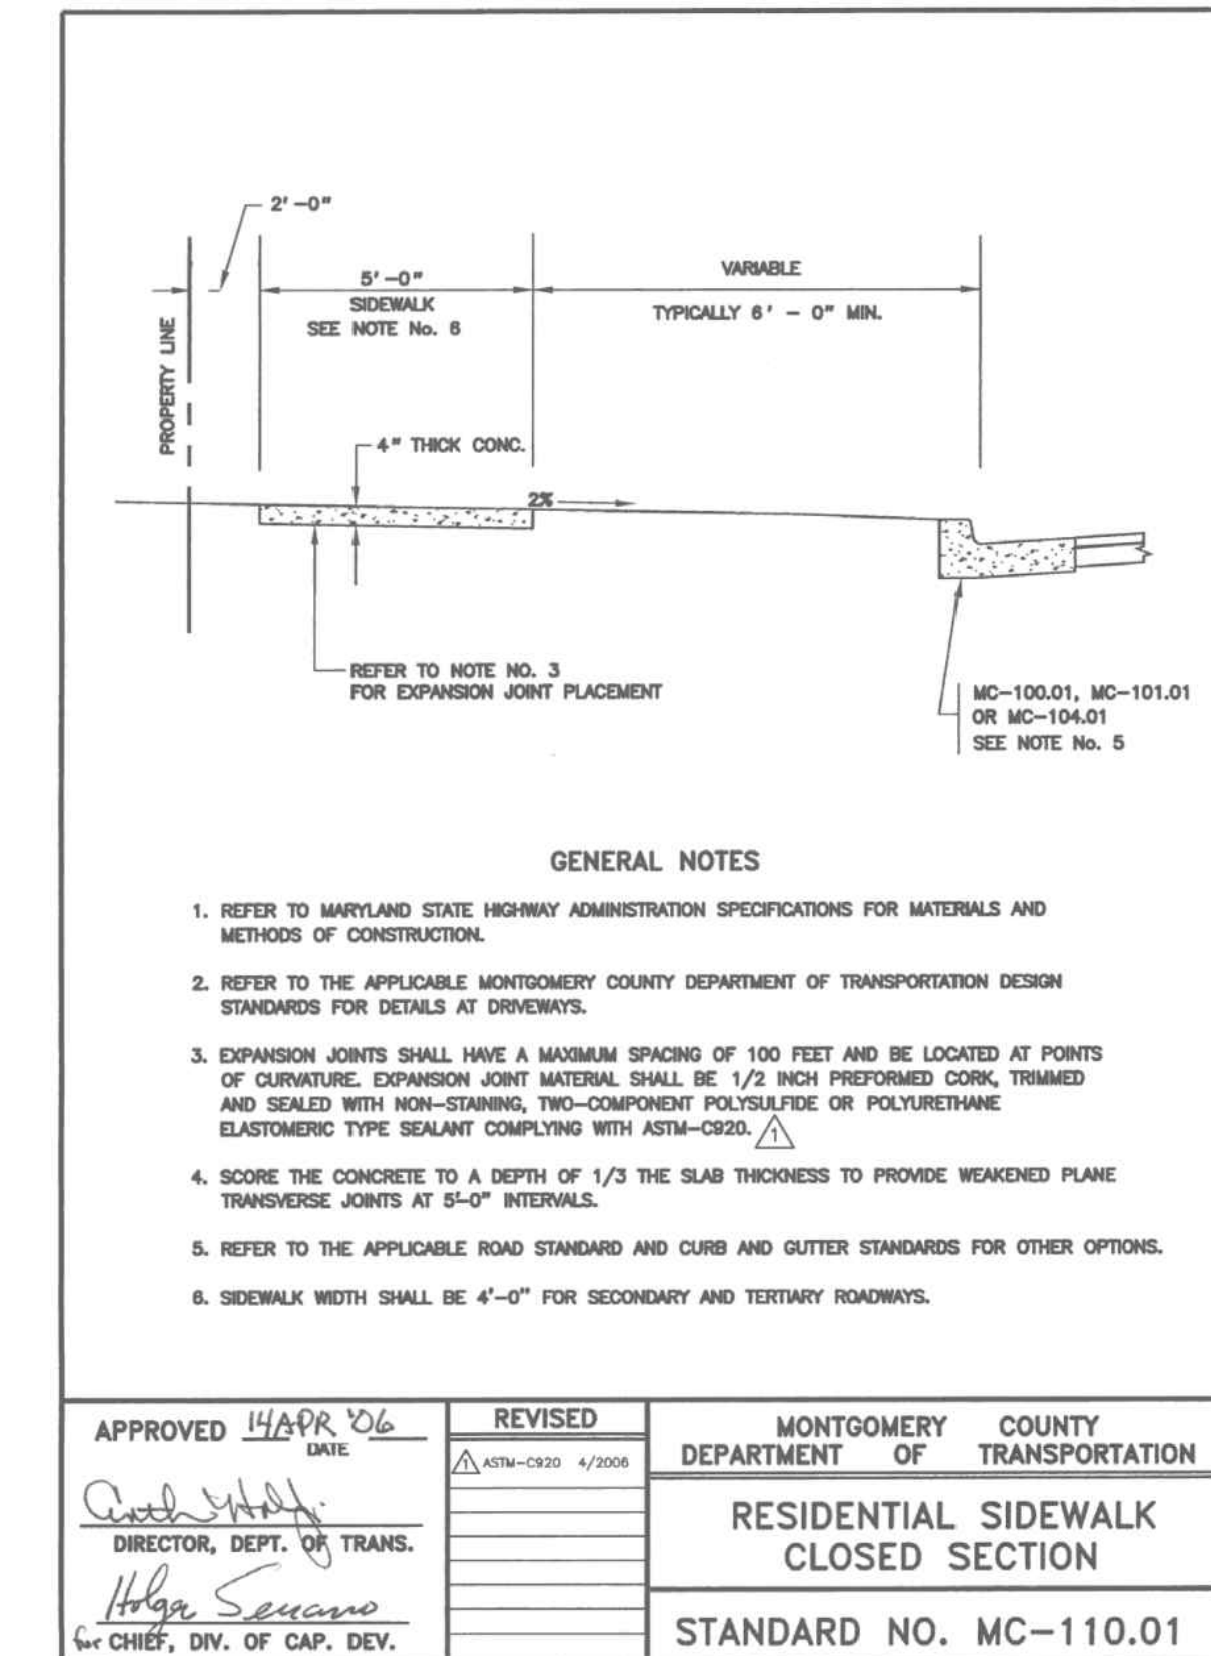 2'-0"
5'-0"
SIDEWALK
SEE NOTE No. 6
VARIABLE
TYPICALLY 6' - 0" MIN.
PROPERTY LINE
4" THICK CONC.
2%
REFER TO NOTE NO. 3
FOR EXPANSION JOINT PLACEMENT
MC-100.01, MC-101.01
OR MC-104.01
SEE NOTE No. 5
GENERAL NOTES
1. REFER TO MARYLAND STATE HIGHWAY ADMINISTRATION SPECIFICATIONS FOR MATERIALS AND
METHODS OF CONSTRUCTION.
2. REFER TO THE APPLICABLE MONTGOMERY COUNTY DEPARTMENT OF TRANSPORTATION DESIGN
STANDARDS FOR DETAILS AT DRIVEWAYS.
3. EXPANSION JOINTS SHALL HAVE A MAXIMUM SPACING OF 100 FEET AND BE LOCATED AT POINTS
OF CURVATURE. EXPANSION JOINT MATERIAL SHALL BE 1/2 INCH PREFORMED CORK, TRIMMED
AND SEALED WITH NON-STAINING, TWO-COMPONENT POLYSULFIDE OR POLYURETHANE
ELASTOMERIC TYPE SEALANT COMPLYING WITH ASTM-C920. 1
4. SCORE THE CONCRETE TO A DEPTH OF 1/3 THE SLAB THICKNESS TO PROVIDE WEAKENED PLANE
TRANSVERSE JOINTS AT 5'-0" INTERVALS.
5. REFER TO THE APPLICABLE ROAD STANDARD AND CURB AND GUTTER STANDARDS FOR OTHER OPTIONS.
6. SIDEWALK WIDTH SHALL BE 4'-0" FOR SECONDARY AND TERTIARY ROADWAYS.
APPROVED 14 APR '06
DATE
DIRECTOR, DEPT. OF TRANS.
Holger Serrano
for CHIEF, DIV. OF CAP. DEV.
REVISED
1 ASTM-C920 4/2006
MONTGOMERY COUNTY
DEPARTMENT OF TRANSPORTATION
RESIDENTIAL SIDEWALK
CLOSED SECTION
STANDARD NO. MC-110.01